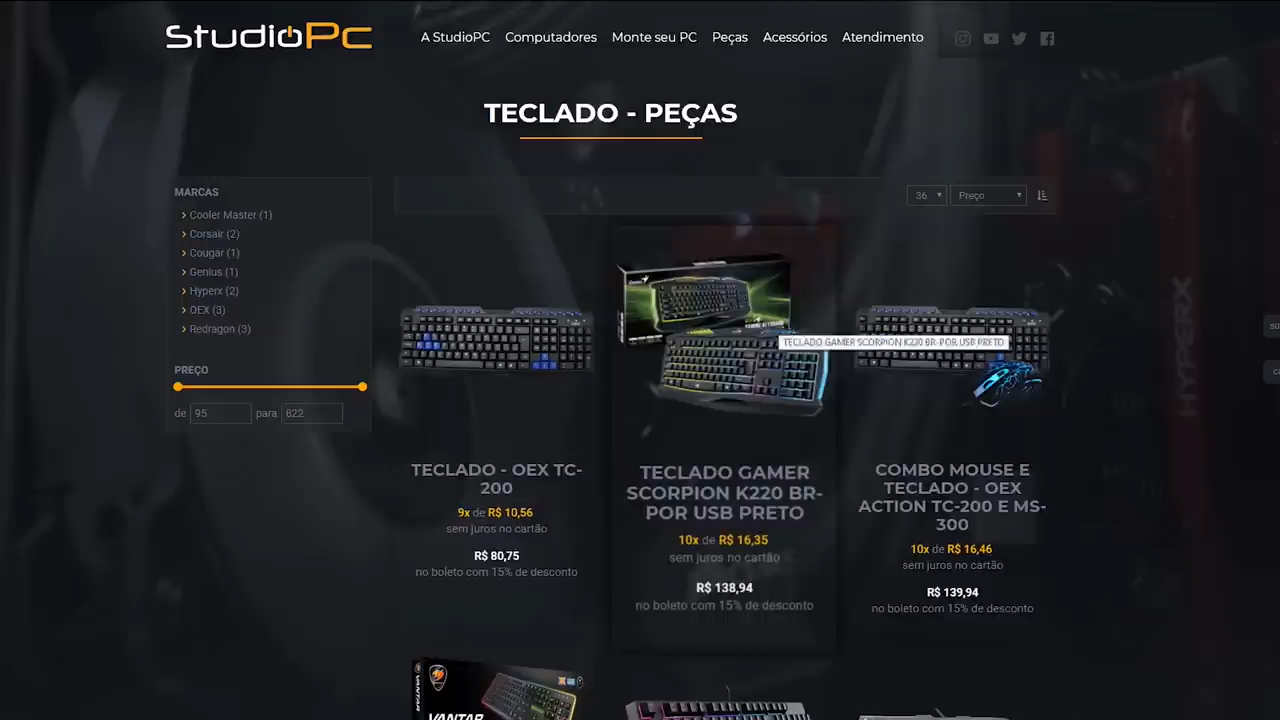 StudioPc
A StudioPC Computadores Monte seu PC Peças Acessórios Atendimento
TECLADO - PEÇAS
MARCAS
Cooler Master (1)
Corsair (2)
Cougar (1)
Genius (1)
Hyperx (2)
OEX (3)
Redragon (3)
PREÇO
de 95 para 822
36 Preço
TECLADO GAMER SCORPION K220 BR-POR USB PRETO
TECLADO - OEX TC-
200
9x de R$ 10,56
sem juros no cartão
R$ 80,75
no boleto com 15% de desconto
TECLADO GAMER
SCORPION K220 BR-
POR USB PRETO
10x de R$ 16,35
sem juros no cartão
R$ 138,94
no boleto com 15% de desconto
COMBO MOUSE E
TECLADO - OEX
ACTION TC-200 E MS-
300
10x de R$ 16,46
sem juros no cartão
R$ 139,94
no boleto com 15% de desconto
HYPERX
VANTAR
VANTAR